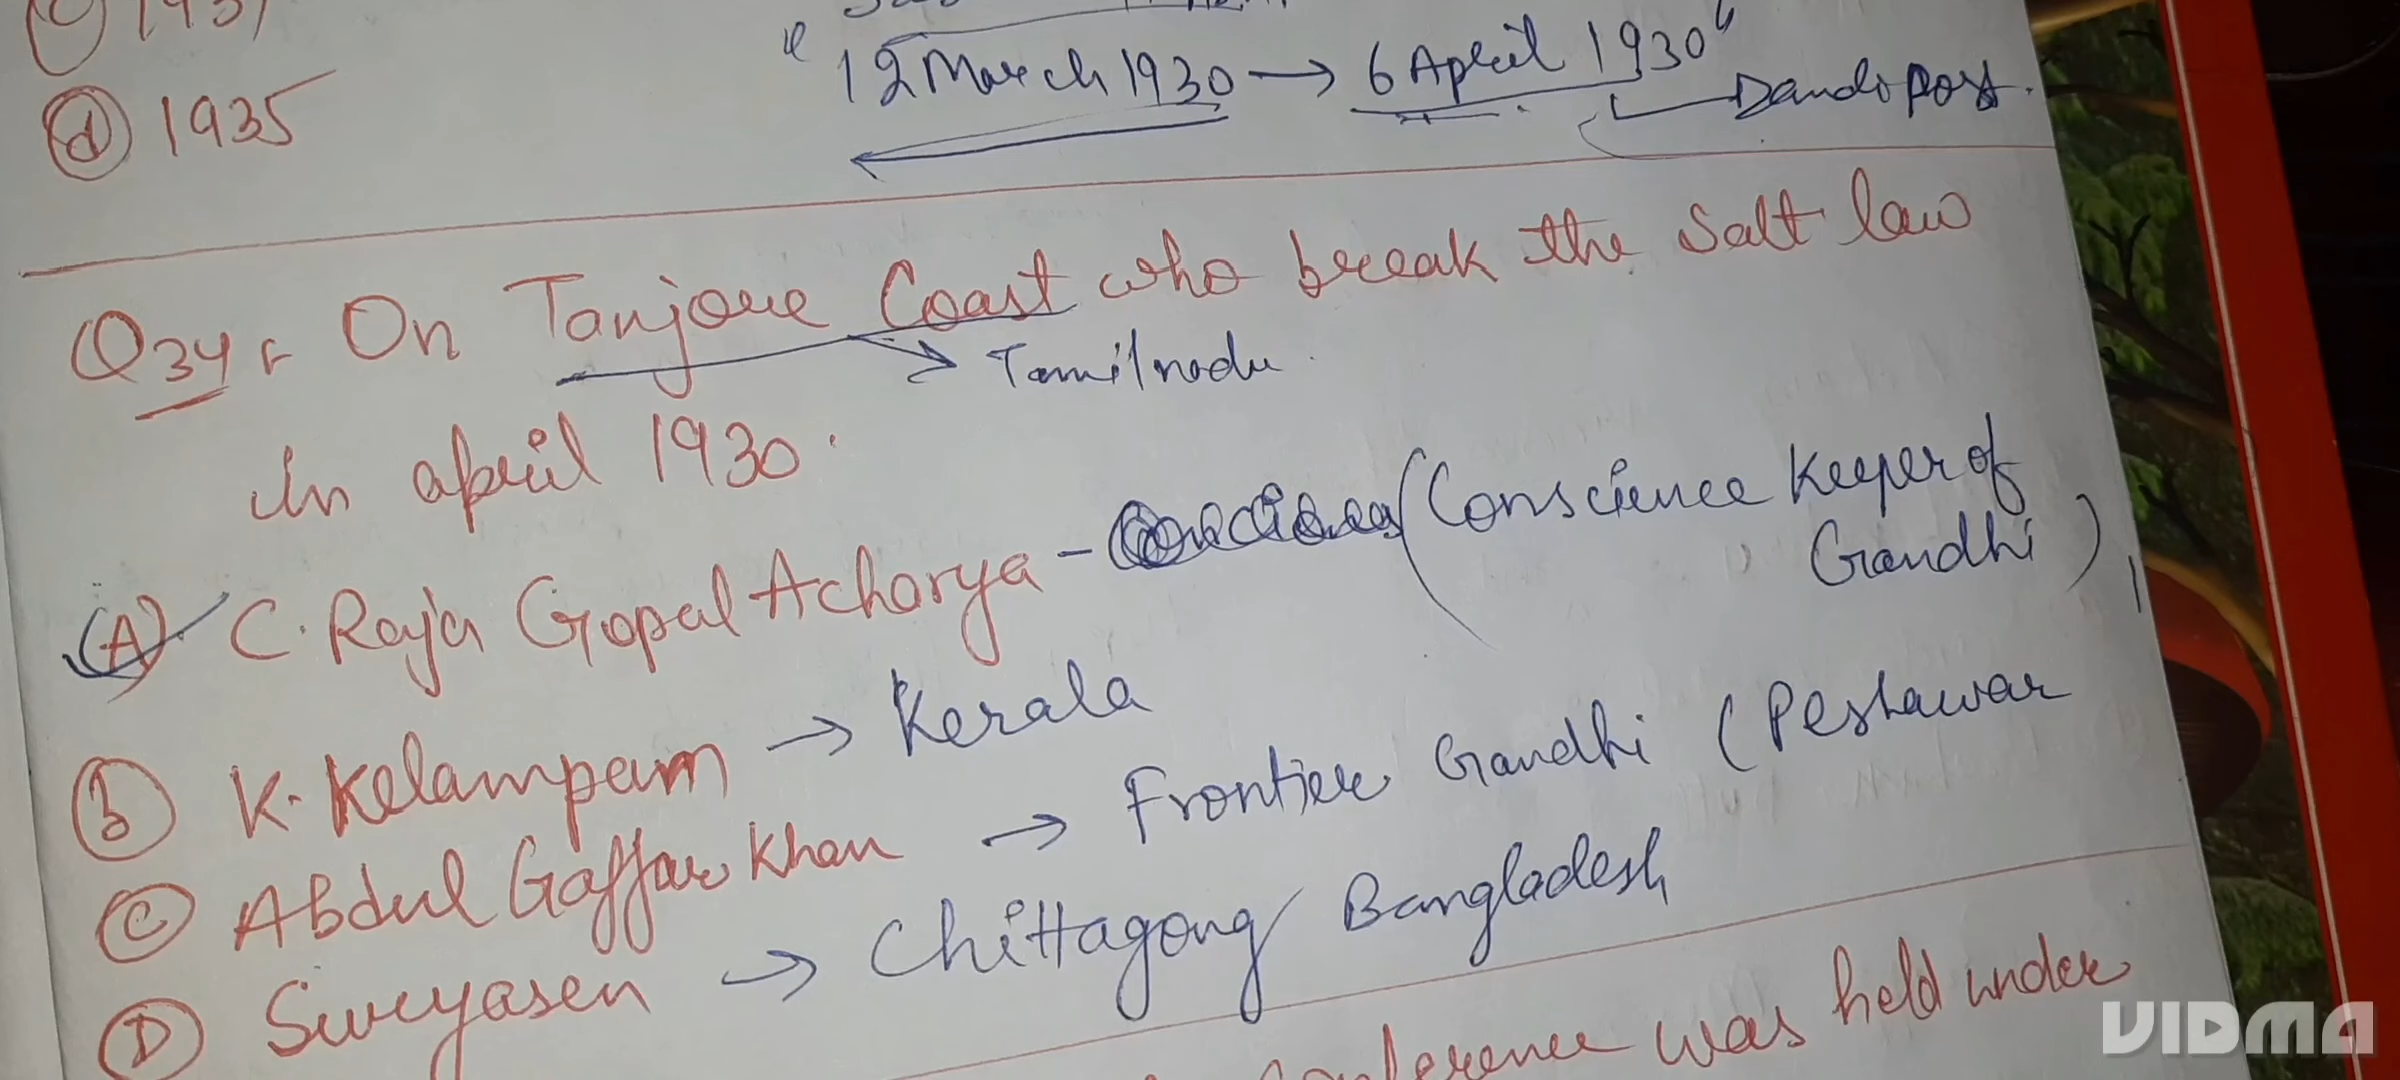 (d) 1935
"12 March 1930 → 6 April 1930"
Dandi
Q34r On Tanjore Coast who break the salt law
→ Tamilnadu
in april 1930.
(A) C. Raja Gopal Acharya - (Conscience Keeper of
Gandhi)
(b) K. Kelampam → Kerala
(C) Abdul Gaffar Khan → Frontier Gandhi (Peshawar
(D) Suryasen → Chittagong Bangladesh
was held under
VIDMA